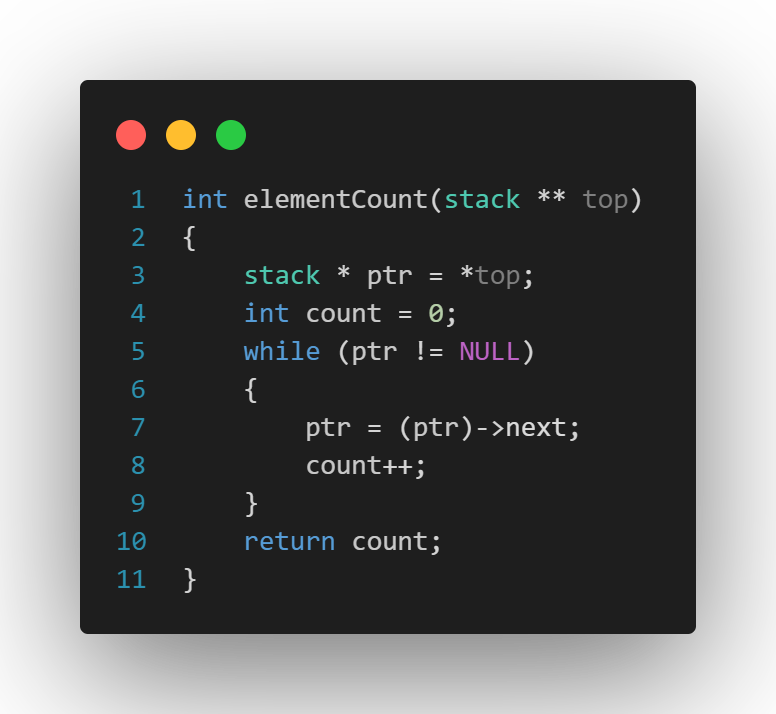 1 int elementCount(stack ** top)
2 {
3     stack * ptr = *top;
4     int count = 0;
5     while (ptr != NULL)
6     {
7         ptr = (ptr)->next;
8         count++;
9     }
10     return count;
11 }